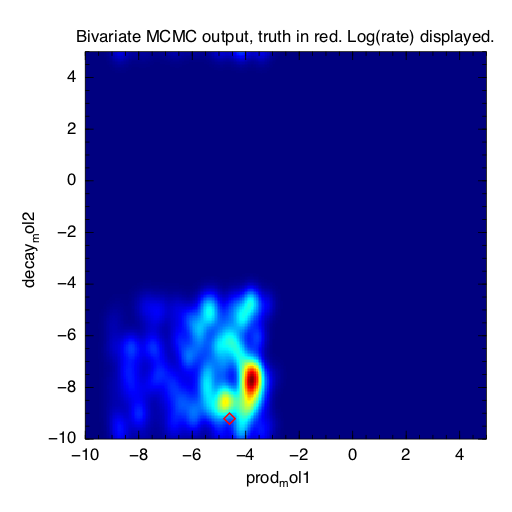 Bivariate MCMC output, truth in red. Log(rate) displayed.
4
2
0
−2
−4
−6
−8
−10
decay_mol2
−10 −8 −6 −4 −2 0 2 4
prod_mol1